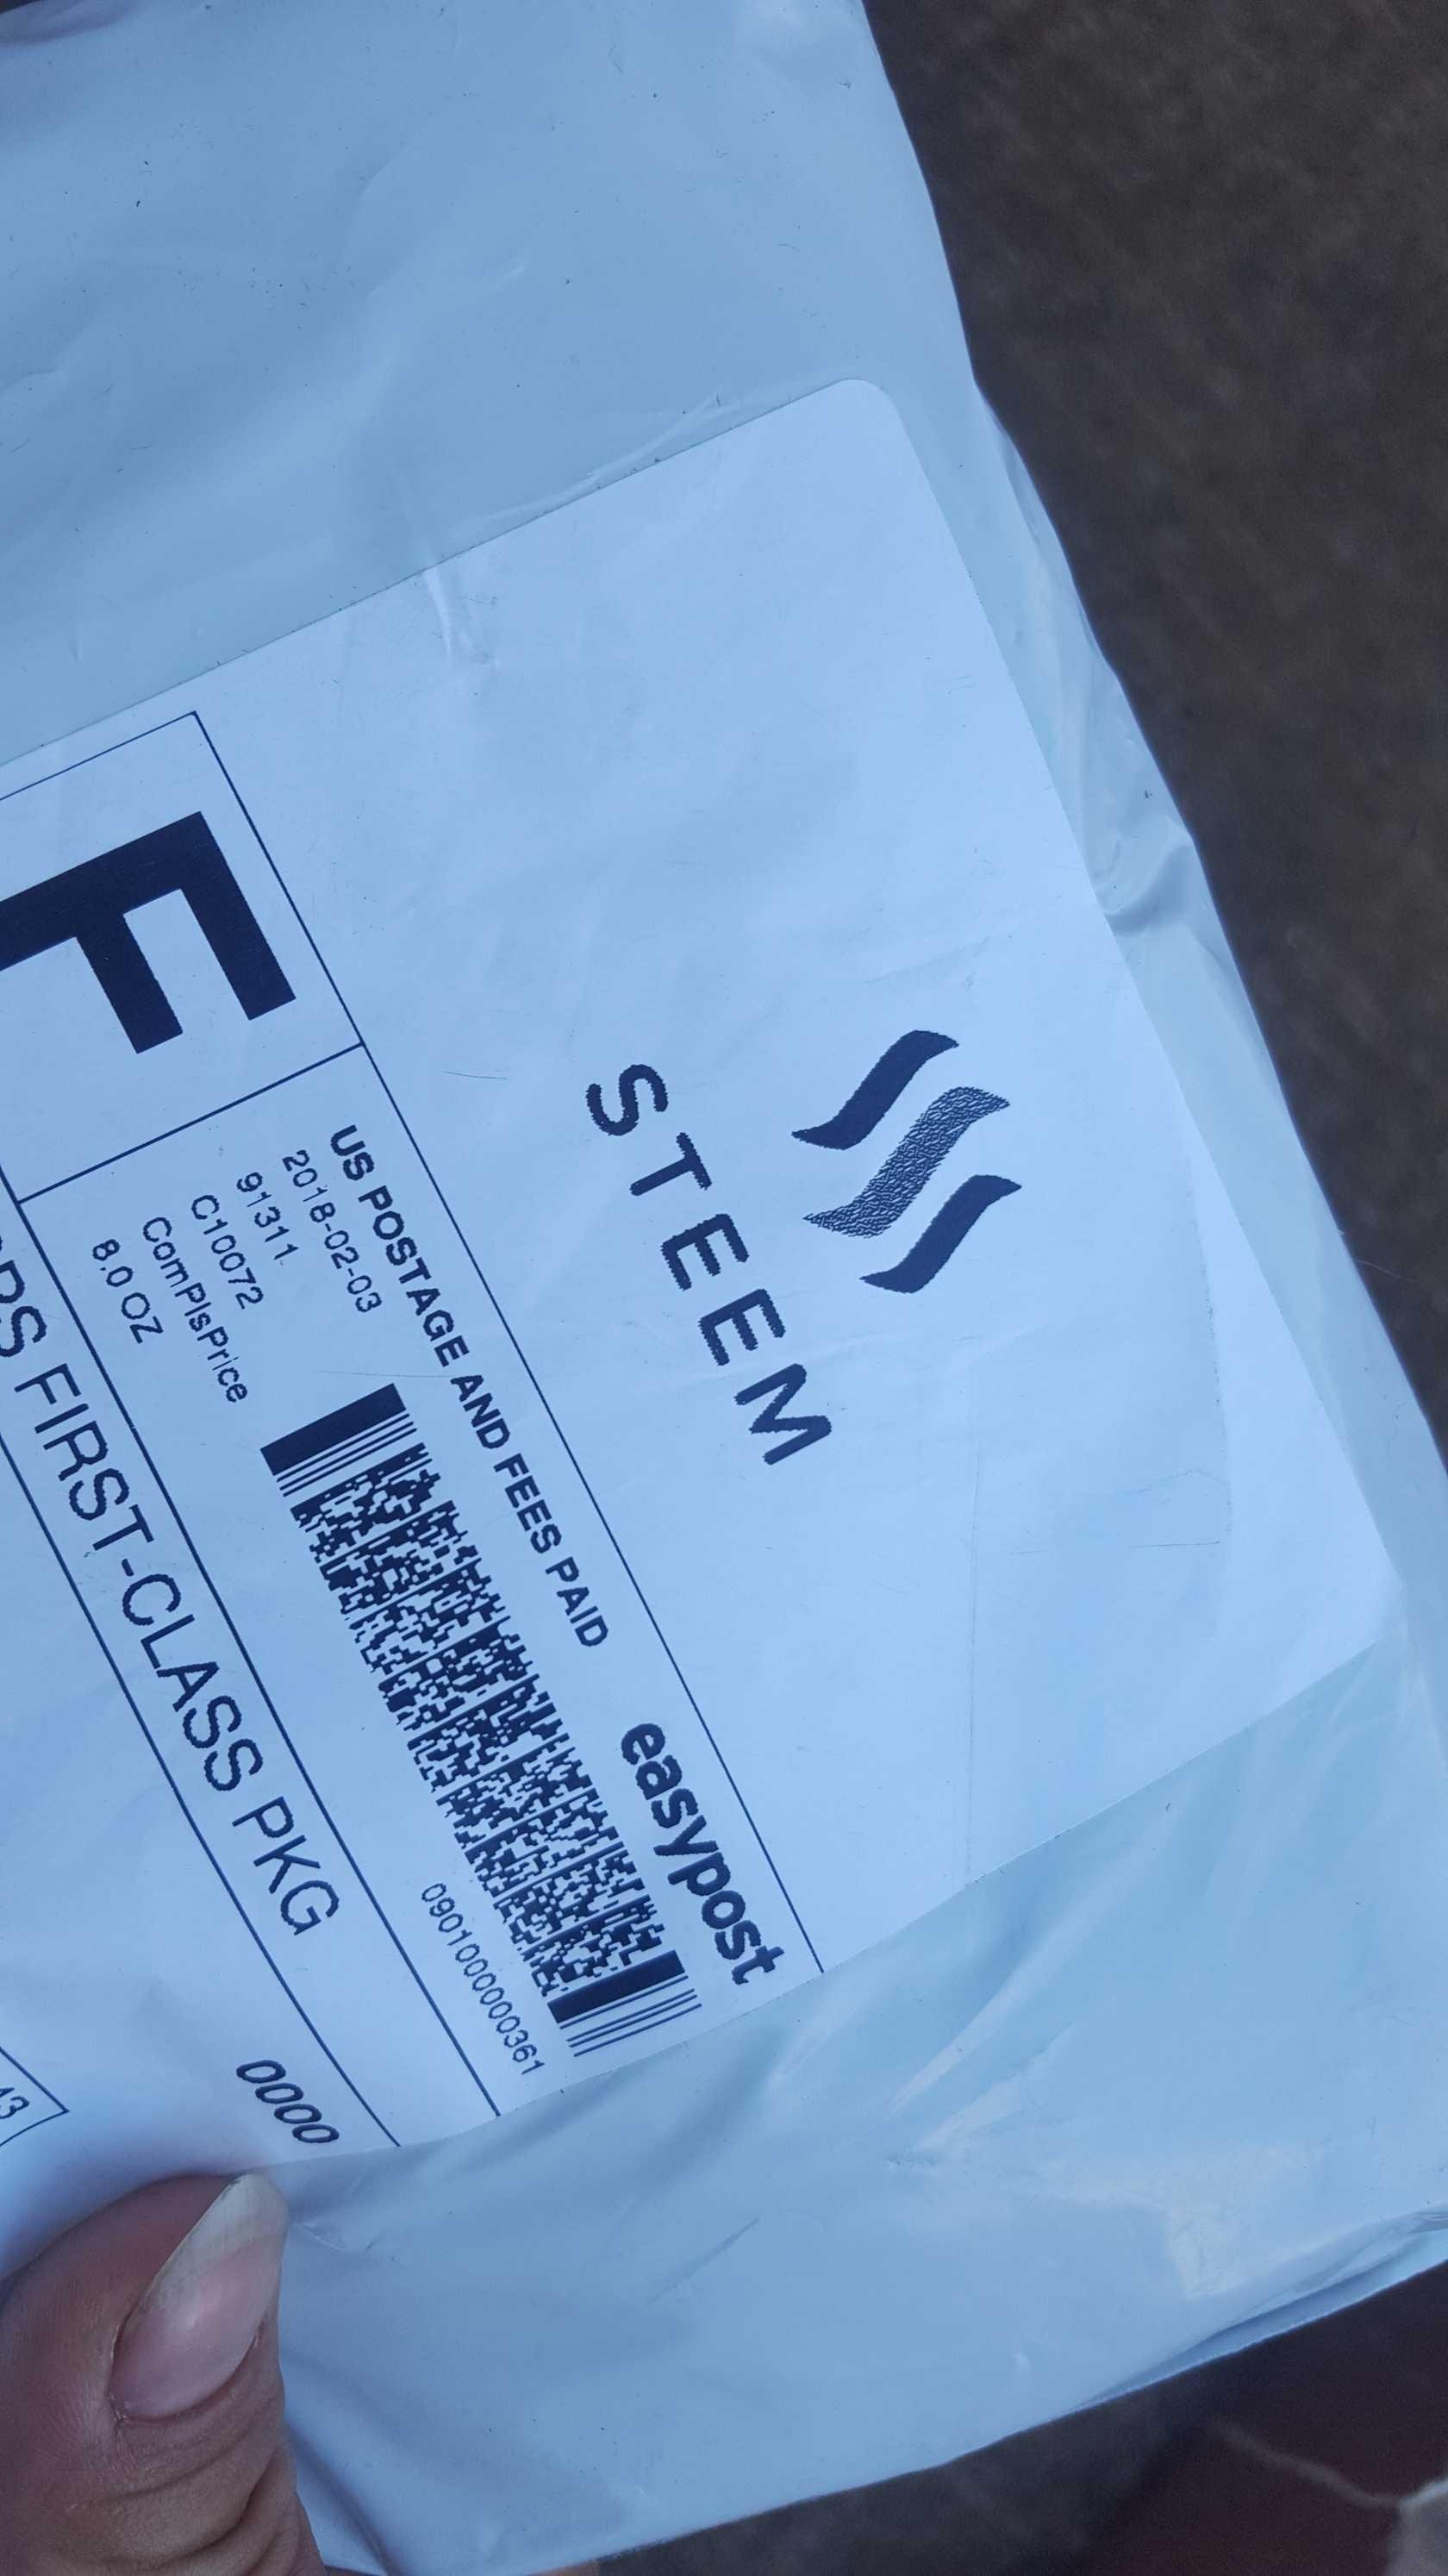 STEEM
F
US POSTAGE AND FEES PAID
2018-02-03
91311
C10072
ComPlsPrice
8.0 OZ
easypost
0901000000361
FIRST-CLASS PKG
0000